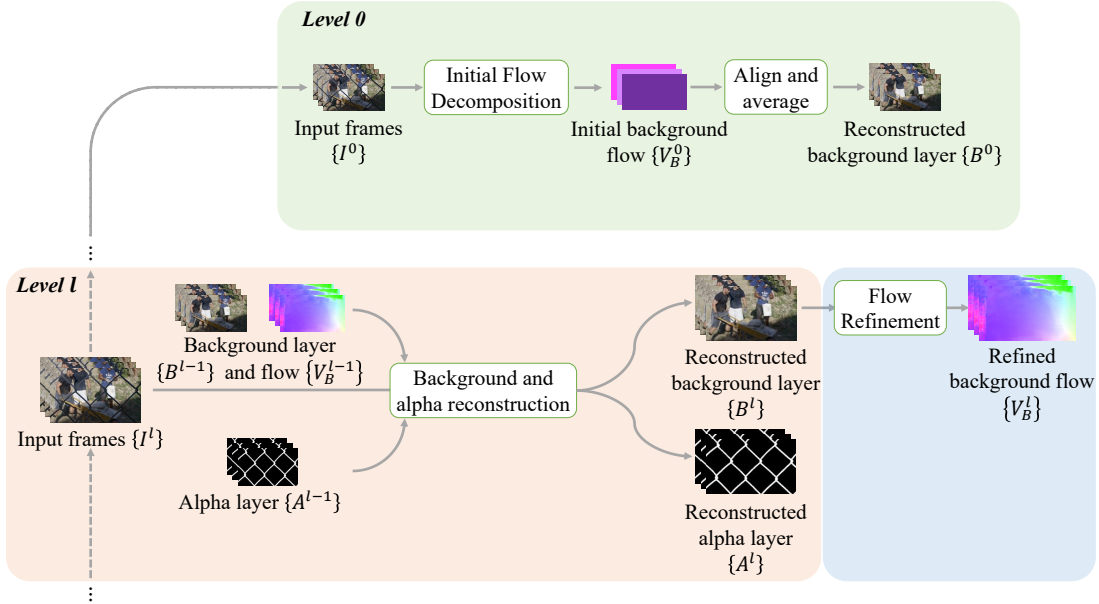 Level 0
Initial Flow
Decomposition
Align and
average
Input frames
{I^0}
Initial background
flow {V_B^0}
Reconstructed
background layer {B^0}
⋮
Level l
Background layer
{B^{l-1}} and flow {V_B^{l-1}}
Input frames {I^l}
Alpha layer {A^{l-1}}
Background and
alpha reconstruction
Reconstructed
background layer
{B^l}
Reconstructed
alpha layer
{A^l}
Flow
Refinement
Refined
background flow
{V_B^l}
⋮